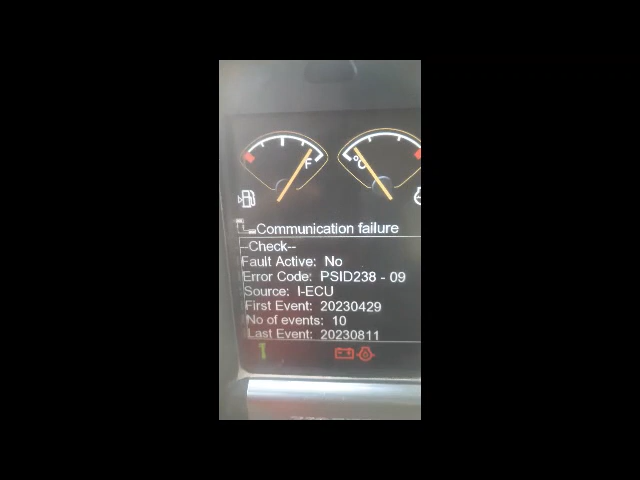 F
°C
Communication failure
--Check--
Fault Active: No
Error Code: PSID238 - 09
Source: I-ECU
First Event: 20230429
No of events: 10
Last Event: 20230811
1